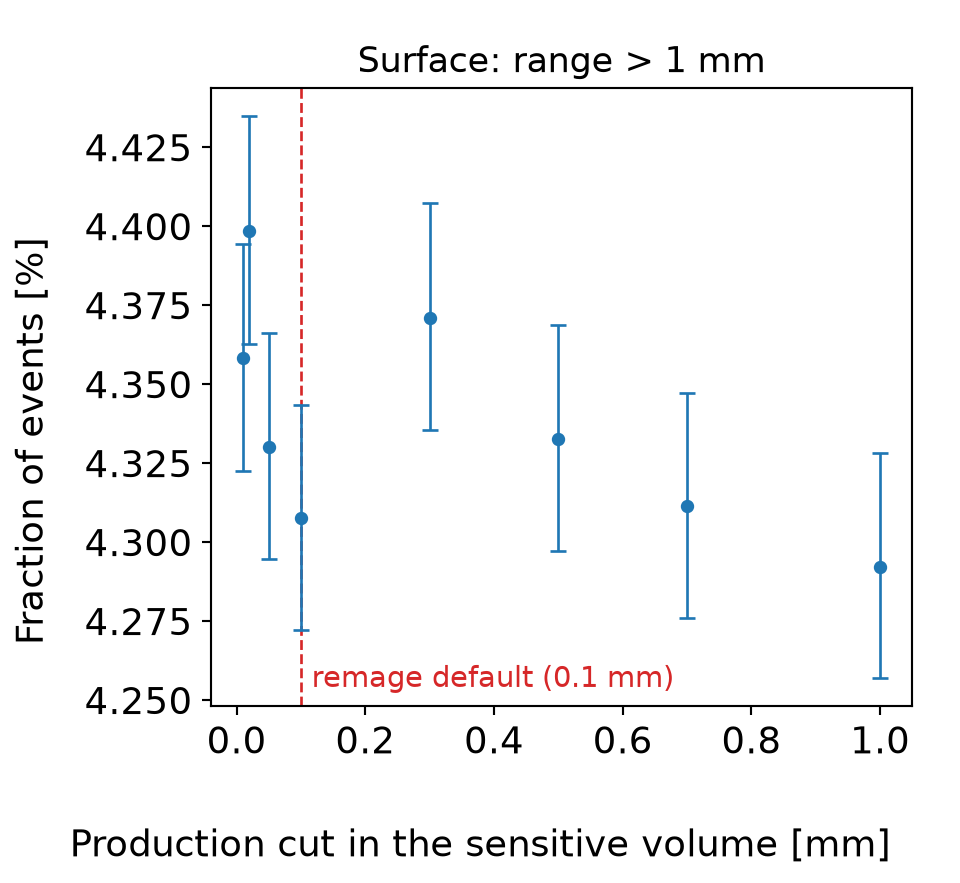 Surface: range > 1 mm
Fraction of events [%]
4.425
4.400
4.375
4.350
4.325
4.300
4.275
4.250
remage default (0.1 mm)
0.0 0.2 0.4 0.6 0.8 1.0
Production cut in the sensitive volume [mm]